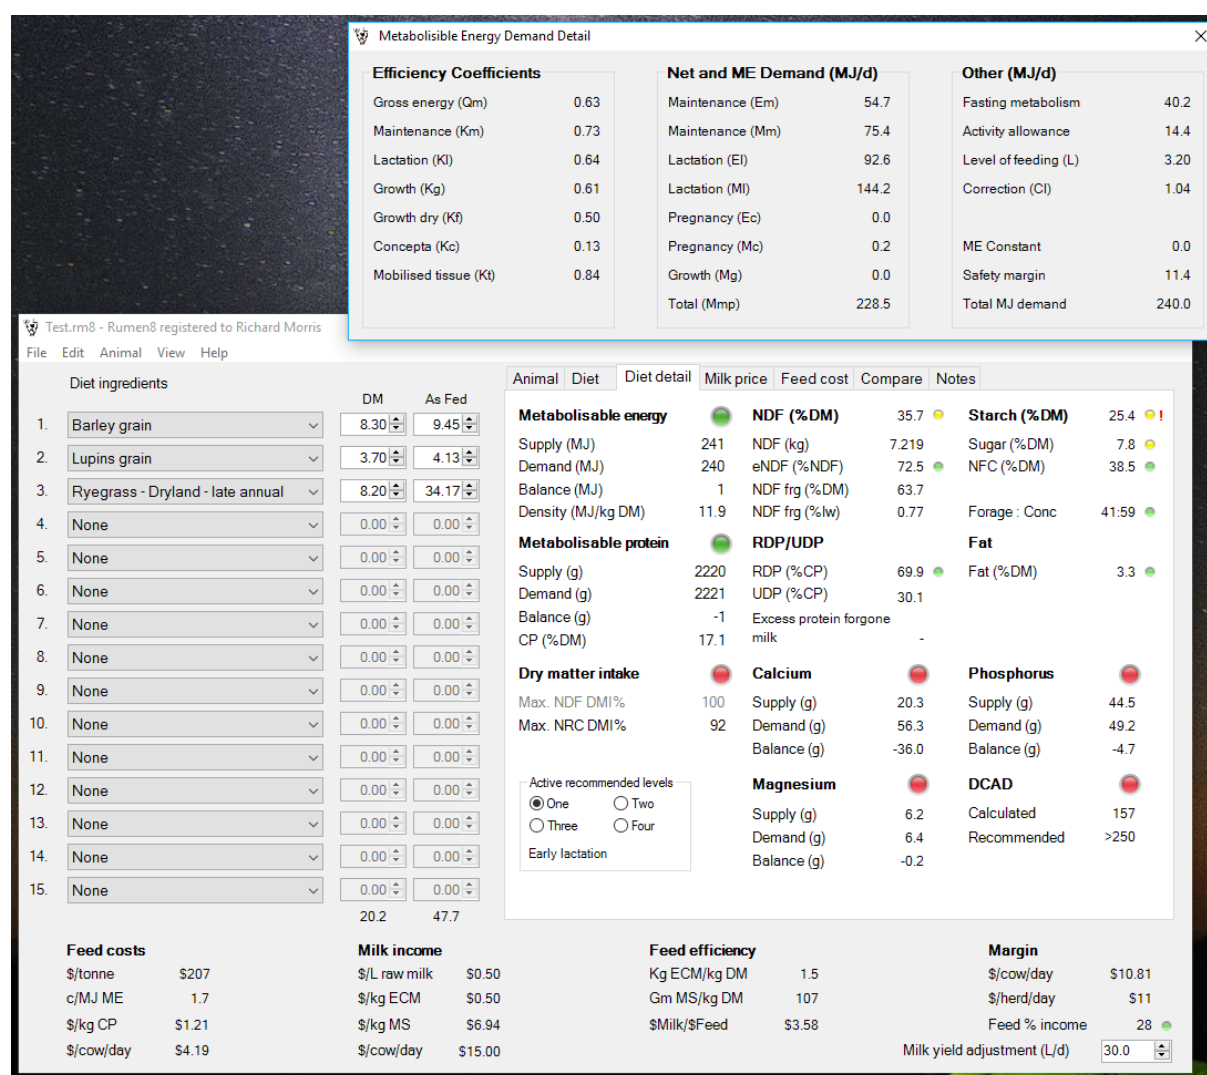 Metabolisible Energy Demand Detail
Efficiency Coefficients
Gross energy (Qm) 0.63
Maintenance (Km) 0.73
Lactation (Kl) 0.64
Growth (Kg) 0.61
Growth dry (Kf) 0.50
Concepta (Kc) 0.13
Mobilised tissue (Kt) 0.84
Net and ME Demand (MJ/d)
Maintenance (Em) 54.7
Maintenance (Mm) 75.4
Lactation (El) 92.6
Lactation (Ml) 144.2
Pregnancy (Ec) 0.0
Pregnancy (Mc) 0.2
Growth (Mg) 0.0
Total (Mmp) 228.5
Other (MJ/d)
Fasting metabolism 40.2
Activity allowance 14.4
Level of feeding (L) 3.20
Correction (Cl) 1.04
ME Constant 0.0
Safety margin 11.4
Total MJ demand 240.0
Test.rm8 - Rumen8 registered to Richard Morris
File Edit Animal View Help
Diet ingredients
DM As Fed
1. Barley grain 8.30 9.45
2. Lupins grain 3.70 4.13
3. Ryegrass - Dryland - late annual 8.20 34.17
4. None 0.00 0.00
5. None 0.00 0.00
6. None 0.00 0.00
7. None 0.00 0.00
8. None 0.00 0.00
9. None 0.00 0.00
10. None 0.00 0.00
11. None 0.00 0.00
12. None 0.00 0.00
13. None 0.00 0.00
14. None 0.00 0.00
15. None 0.00 0.00
20.2 47.7
Animal Diet Diet detail Milk price Feed cost Compare Notes
Metabolisable energy
Supply (MJ) 241
Demand (MJ) 240
Balance (MJ) 1
Density (MJ/kg DM) 11.9
NDF (%DM) 35.7
NDF (kg) 7.219
eNDF (%NDF) 72.5
NDF frg (%DM) 63.7
NDF frg (%lw) 0.77
Starch (%DM) 25.4 !
Sugar (%DM) 7.8
NFC (%DM) 38.5
Forage : Conc 41:59
Metabolisable protein
Supply (g) 2220
Demand (g) 2221
Balance (g) -1
CP (%DM) 17.1
RDP/UDP
RDP (%CP) 69.9
UDP (%CP) 30.1
Excess protein forgone
milk -
Fat
Fat (%DM) 3.3
Dry matter intake
Max. NDF DMI% 100
Max. NRC DMI% 92
Calcium
Supply (g) 20.3
Demand (g) 56.3
Balance (g) -36.0
Phosphorus
Supply (g) 44.5
Demand (g) 49.2
Balance (g) -4.7
Active recommended levels
One Two
Three Four
Early lactation
Magnesium
Supply (g) 6.2
Demand (g) 6.4
Balance (g) -0.2
DCAD
Calculated 157
Recommended >250
Feed costs
$/tonne $207
c/MJ ME 1.7
$/kg CP $1.21
$/cow/day $4.19
Milk income
$/L raw milk $0.50
$/kg ECM $0.50
$/kg MS $6.94
$/cow/day $15.00
Feed efficiency
Kg ECM/kg DM 1.5
Gm MS/kg DM 107
$Milk/$Feed $3.58
Margin
$/cow/day $10.81
$/herd/day $11
Feed % income 28
Milk yield adjustment (L/d) 30.0